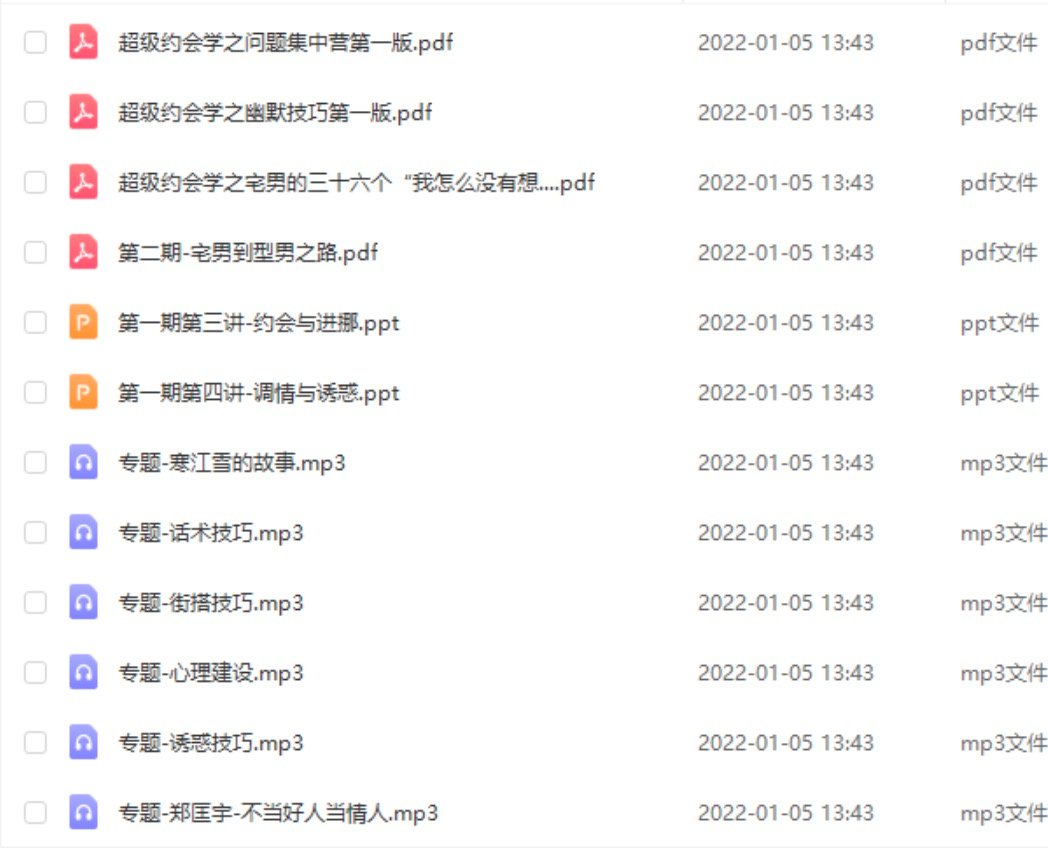 超级约会学之问题集中营第一版.pdf 2022-01-05 13:43 pdf文件
超级约会学之幽默技巧第一版.pdf 2022-01-05 13:43 pdf文件
超级约会学之宅男的三十六个“我怎么没有想....pdf 2022-01-05 13:43 pdf文件
第二期-宅男到型男之路.pdf 2022-01-05 13:43 pdf文件
第一期第三讲-约会与进挪.ppt 2022-01-05 13:43 ppt文件
第一期第四讲-调情与诱惑.ppt 2022-01-05 13:43 ppt文件
专题-寒江雪的故事.mp3 2022-01-05 13:43 mp3文件
专题-话术技巧.mp3 2022-01-05 13:43 mp3文件
专题-街搭技巧.mp3 2022-01-05 13:43 mp3文件
专题-心理建设.mp3 2022-01-05 13:43 mp3文件
专题-诱惑技巧.mp3 2022-01-05 13:43 mp3文件
专题-郑匡宇-不当好人当情人.mp3 2022-01-05 13:43 mp3文件